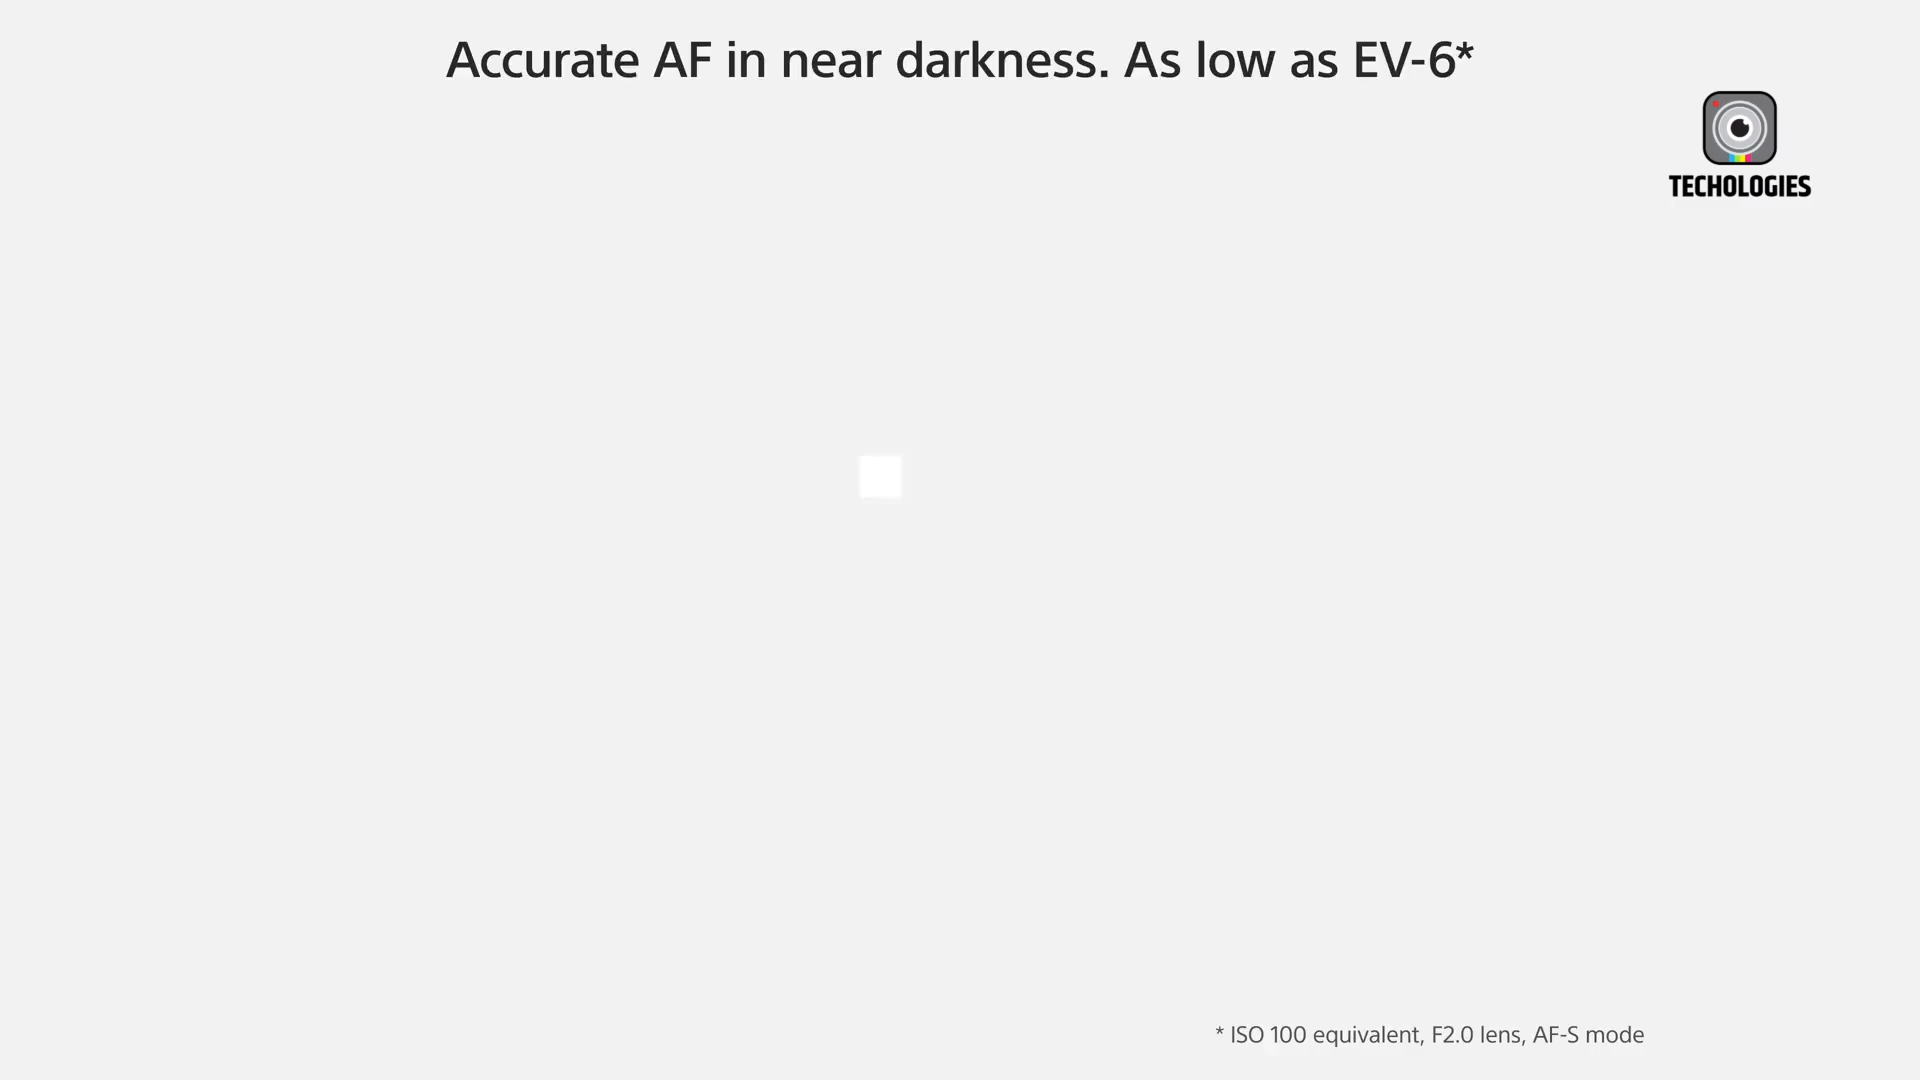 Accurate AF in near darkness. As low as EV-6*
TECHOLOGIES
* ISO 100 equivalent, F2.0 lens, AF-S mode